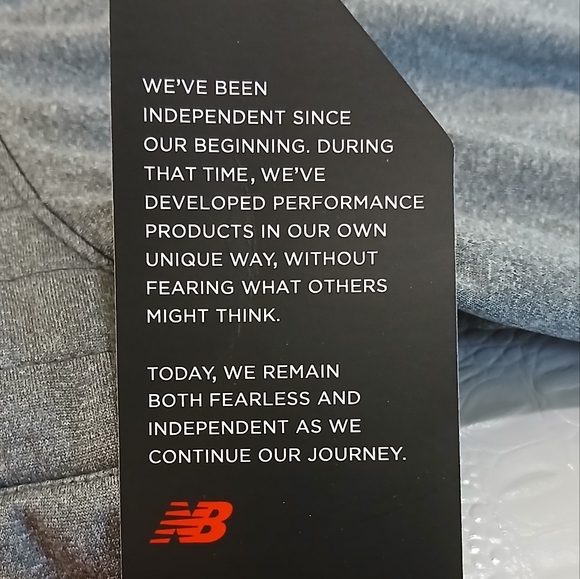 WE'VE BEEN
INDEPENDENT SINCE
OUR BEGINNING. DURING
THAT TIME, WE'VE
DEVELOPED PERFORMANCE
PRODUCTS IN OUR OWN
UNIQUE WAY, WITHOUT
FEARING WHAT OTHERS
MIGHT THINK.
TODAY, WE REMAIN
BOTH FEARLESS AND
INDEPENDENT AS WE
CONTINUE OUR JOURNEY.
NB